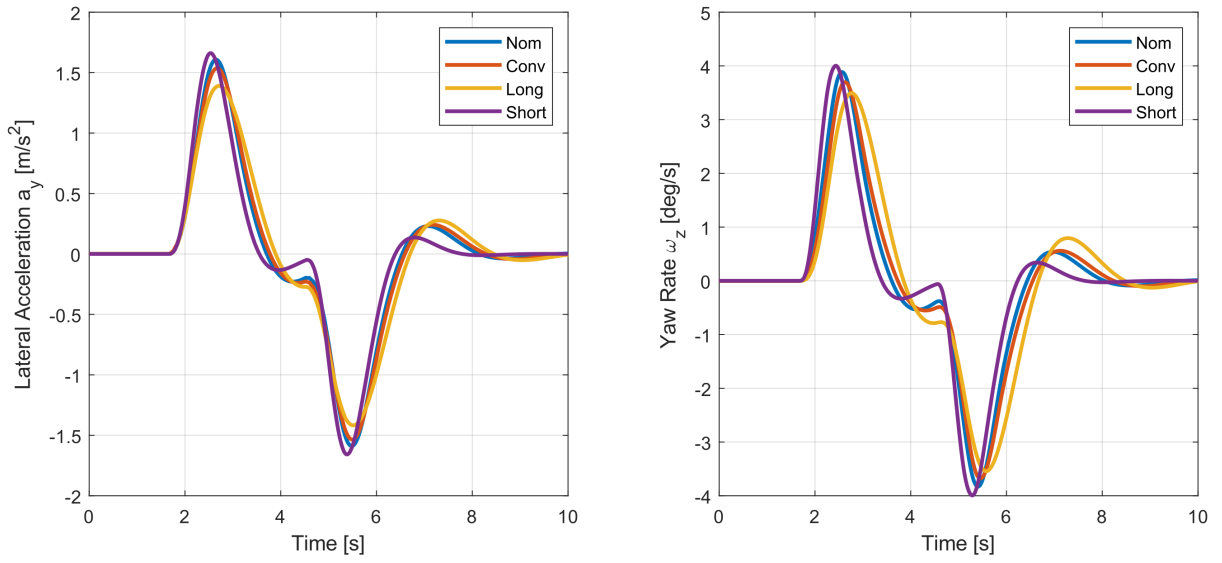 2
1.5
1
0.5
0
-0.5
-1
-1.5
-2
Lateral Acceleration a_y [m/s^2]
0 2 4 6 8 10
Time [s]
Nom
Conv
Long
Short
5
4
3
2
1
0
-1
-2
-3
-4
Yaw Rate ω_z [deg/s]
0 2 4 6 8 10
Time [s]
Nom
Conv
Long
Short